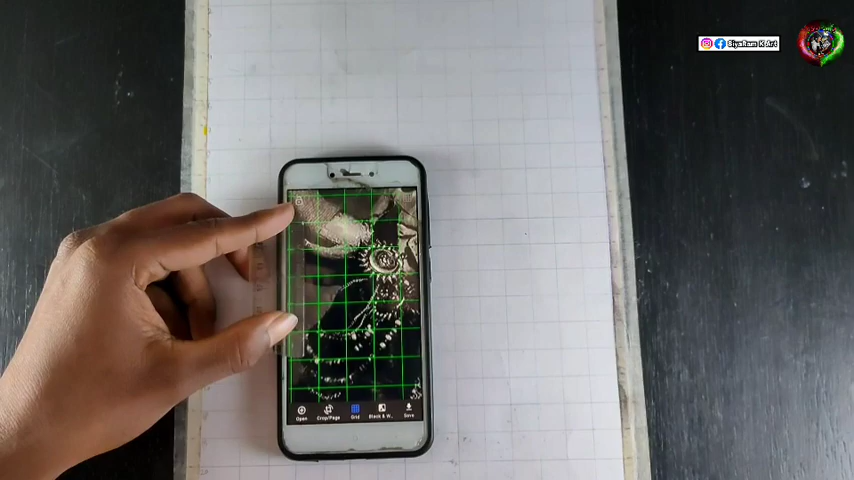 SiyaRam K Art
Open
Crop/Page
Grid
Black & W...
Save